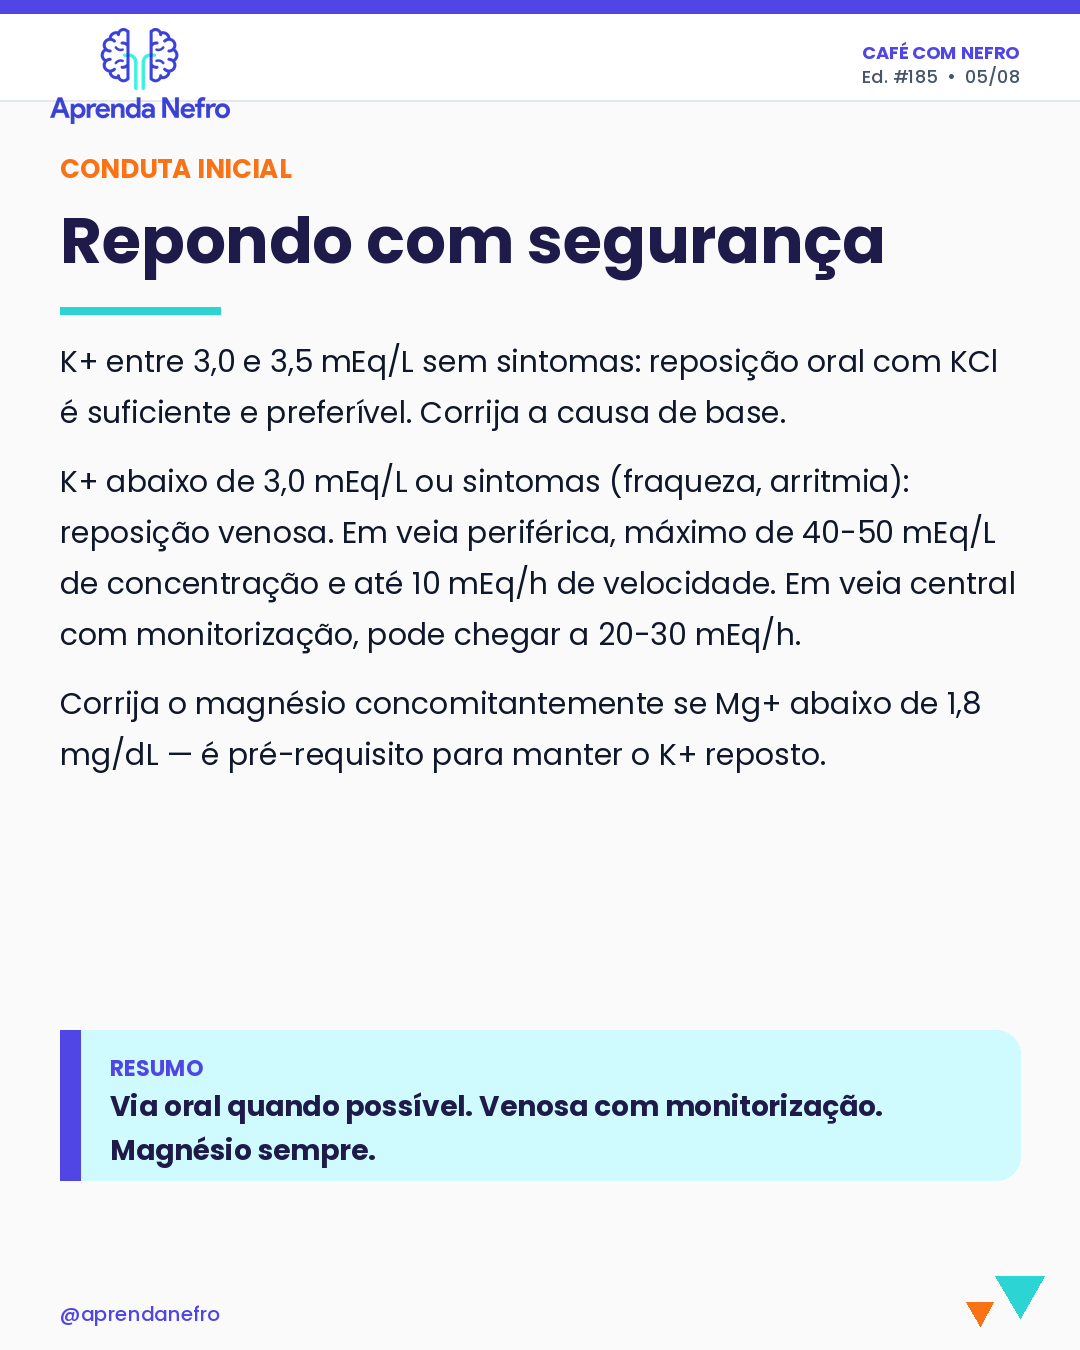 Aprenda Nefro
CAFÉ COM NEFRO
Ed. #185 • 05/08
CONDUTA INICIAL
Repondo com segurança
K+ entre 3,0 e 3,5 mEq/L sem sintomas: reposição oral com KCl
é suficiente e preferível. Corrija a causa de base.
K+ abaixo de 3,0 mEq/L ou sintomas (fraqueza, arritmia):
reposição venosa. Em veia periférica, máximo de 40-50 mEq/L
de concentração e até 10 mEq/h de velocidade. Em veia central
com monitorização, pode chegar a 20-30 mEq/h.
Corrija o magnésio concomitantemente se Mg+ abaixo de 1,8
mg/dL — é pré-requisito para manter o K+ reposto.
RESUMO
Via oral quando possível. Venosa com monitorização.
Magnésio sempre.
@aprendanefro